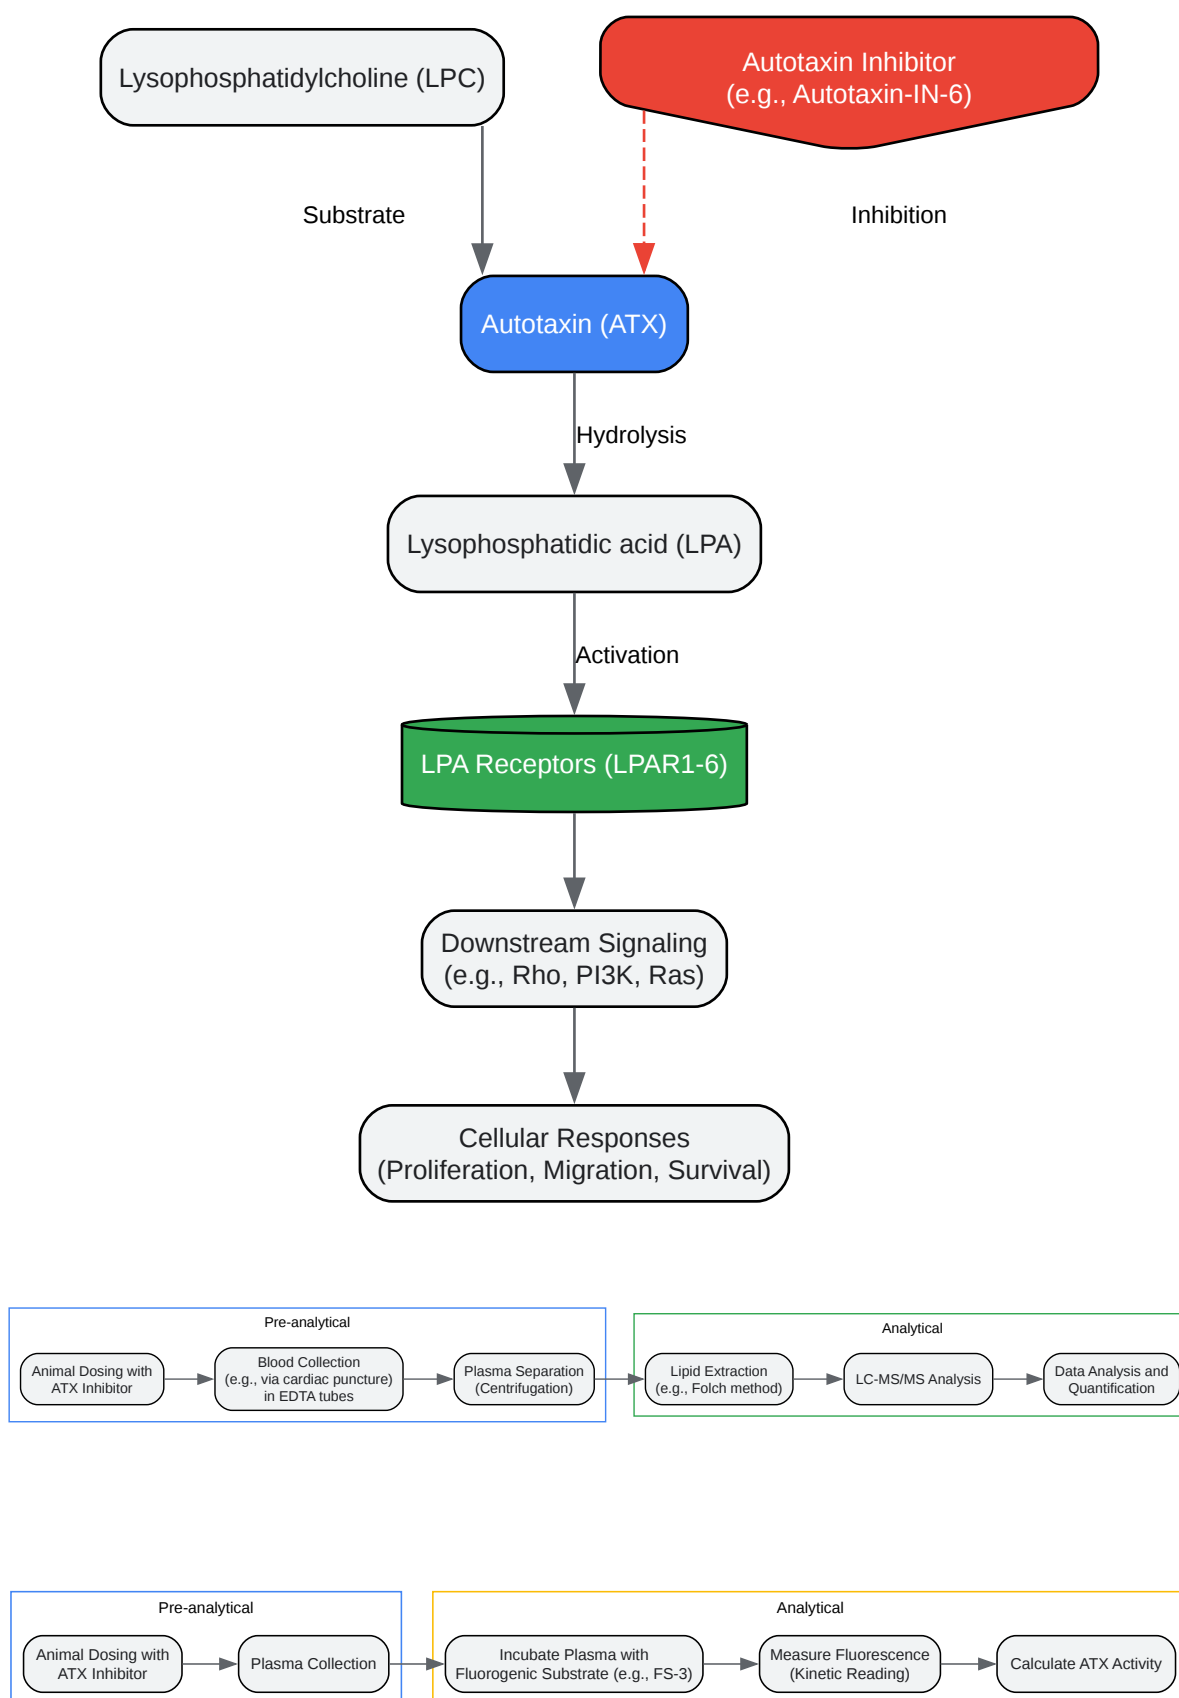 Lysophosphatidylcholine (LPC)
Autotaxin Inhibitor
(e.g., Autotaxin-IN-6)
Substrate
Inhibition
Autotaxin (ATX)
Hydrolysis
Lysophosphatidic acid (LPA)
Activation
LPA Receptors (LPAR1-6)
Downstream Signaling
(e.g., Rho, PI3K, Ras)
Cellular Responses
(Proliferation, Migration, Survival)
Pre-analytical
Animal Dosing with
ATX Inhibitor
Blood Collection
(e.g., via cardiac puncture)
in EDTA tubes
Plasma Separation
(Centrifugation)
Analytical
Lipid Extraction
(e.g., Folch method)
LC-MS/MS Analysis
Data Analysis and
Quantification
Pre-analytical
Animal Dosing with
ATX Inhibitor
Plasma Collection
Analytical
Incubate Plasma with
Fluorogenic Substrate (e.g., FS-3)
Measure Fluorescence
(Kinetic Reading)
Calculate ATX Activity